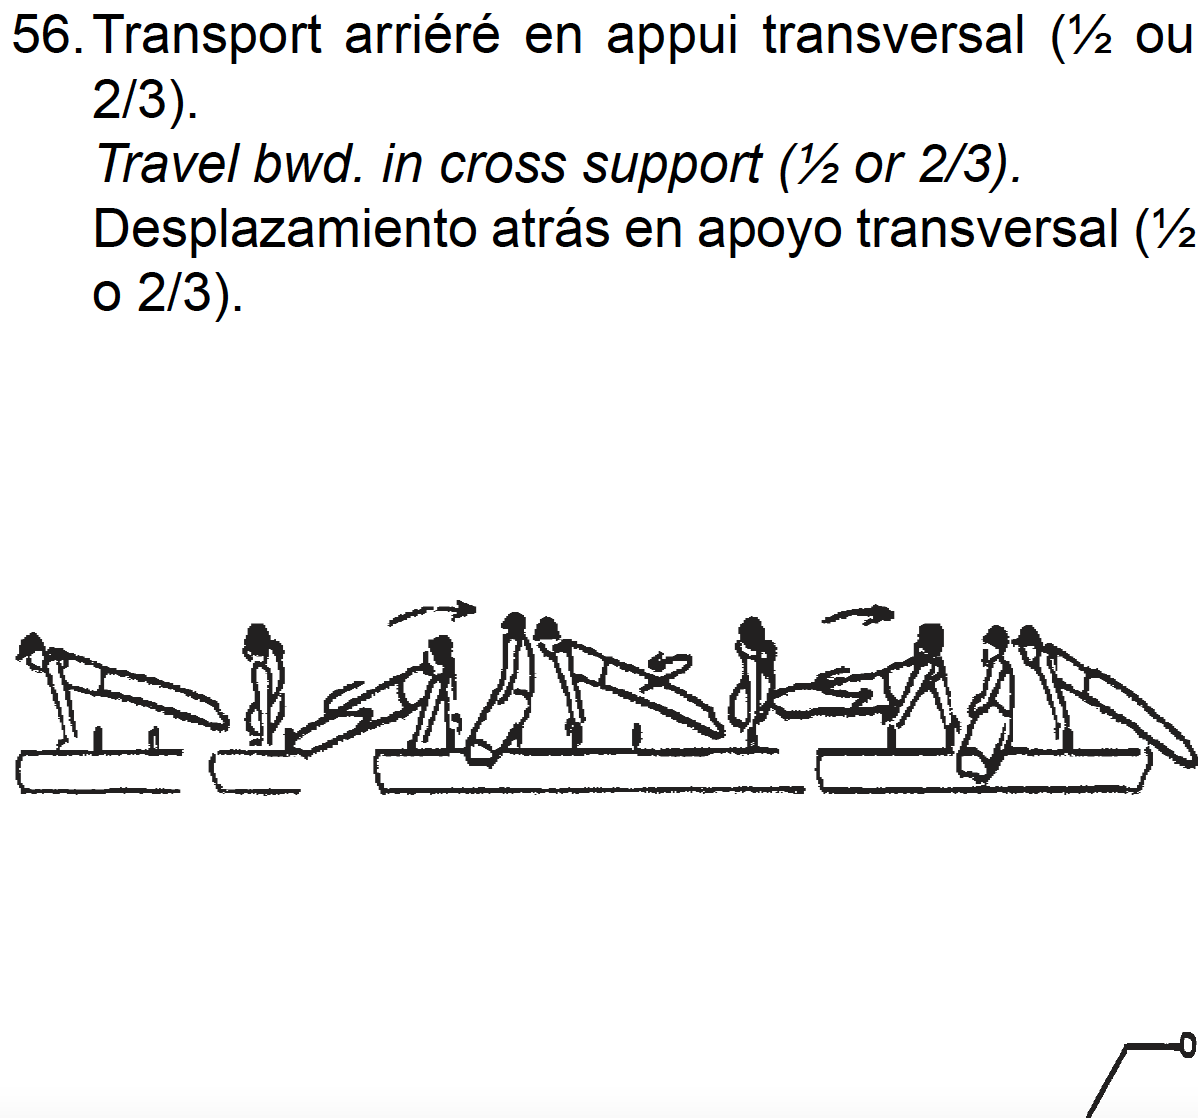 56. Transport arriéré en appui transversal (½ ou
2/3).
Travel bwd. in cross support (½ or 2/3).
Desplazamiento atrás en apoyo transversal (½
o 2/3).